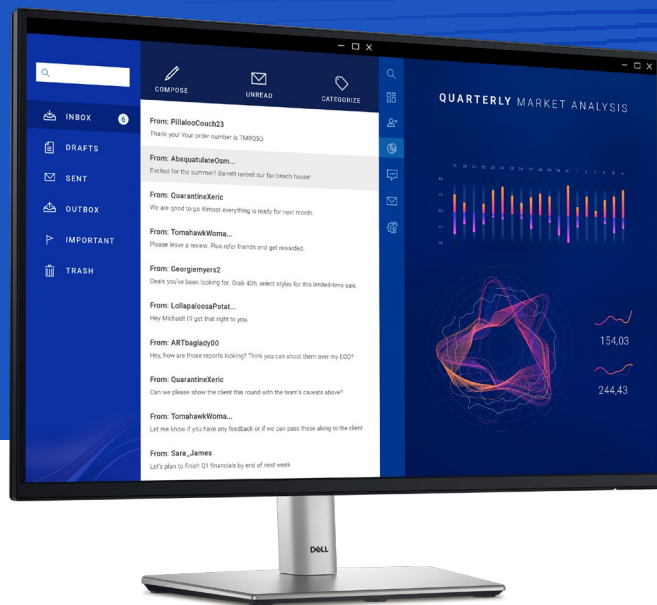 COMPOSE
UNREAD
CATEGORIZE
INBOX 6
DRAFTS
SENT
OUTBOX
IMPORTANT
TRASH
From: PillalooCouch23
Thank you! Your order number is TMRQSO
From: AbsquatulateOsm...
Excited for the summer? Barrett rented our fav beach house!
From: QuarantineXeric
We are good to go Almost everything is ready for next month
From: TomahawkWoma...
Please leave a review. Plus refer friends and get rewarded.
From: Georgiemyers2
Deals you've been looking for. Grab 40% select styles for this limited-time sale.
From: LollapaloosaPotat...
Hey Michael! I'll get that right to you.
From: ARTbaglady00
Hey, how are those reports looking? Think you can shoot them over my EOD?
From: QuarantineXeric
Can we please show the client this round with the team's caveats above?
From: TomahawkWoma...
Let me know if you have any feedback or if we can pass these along to the client
From: Sara_James
Let's plan to finish Q1 financials by end of next week
QUARTERLY MARKET ANALYSIS
154,03
244,43
DELL